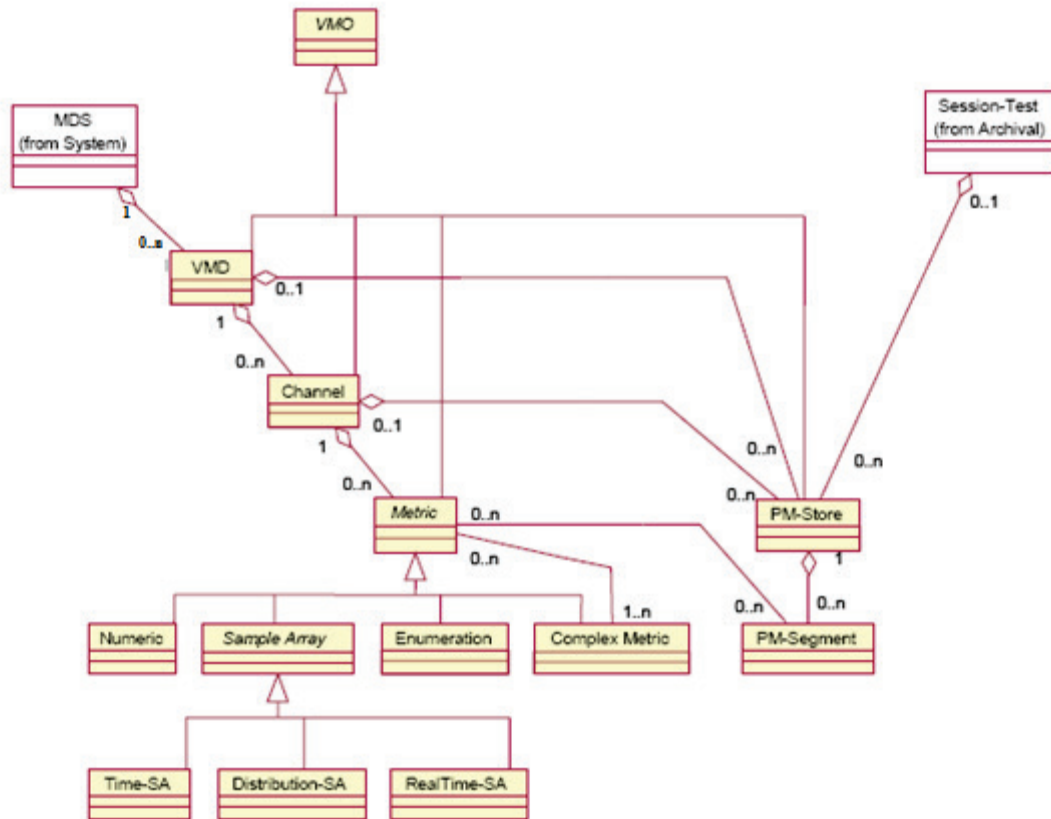 VMO
MDS
(from System)
Session-Test
(from Archival)
1
0..1
0..n
VMD
0..1
1
0..n
Channel
0..1
1
0..n
0..n
0..n
0..n
Metric
0..n
PM-Store
0..n
1
1..n
0..n
0..n
Numeric
Sample Array
Enumeration
Complex Metric
PM-Segment
Time-SA
Distribution-SA
RealTime-SA